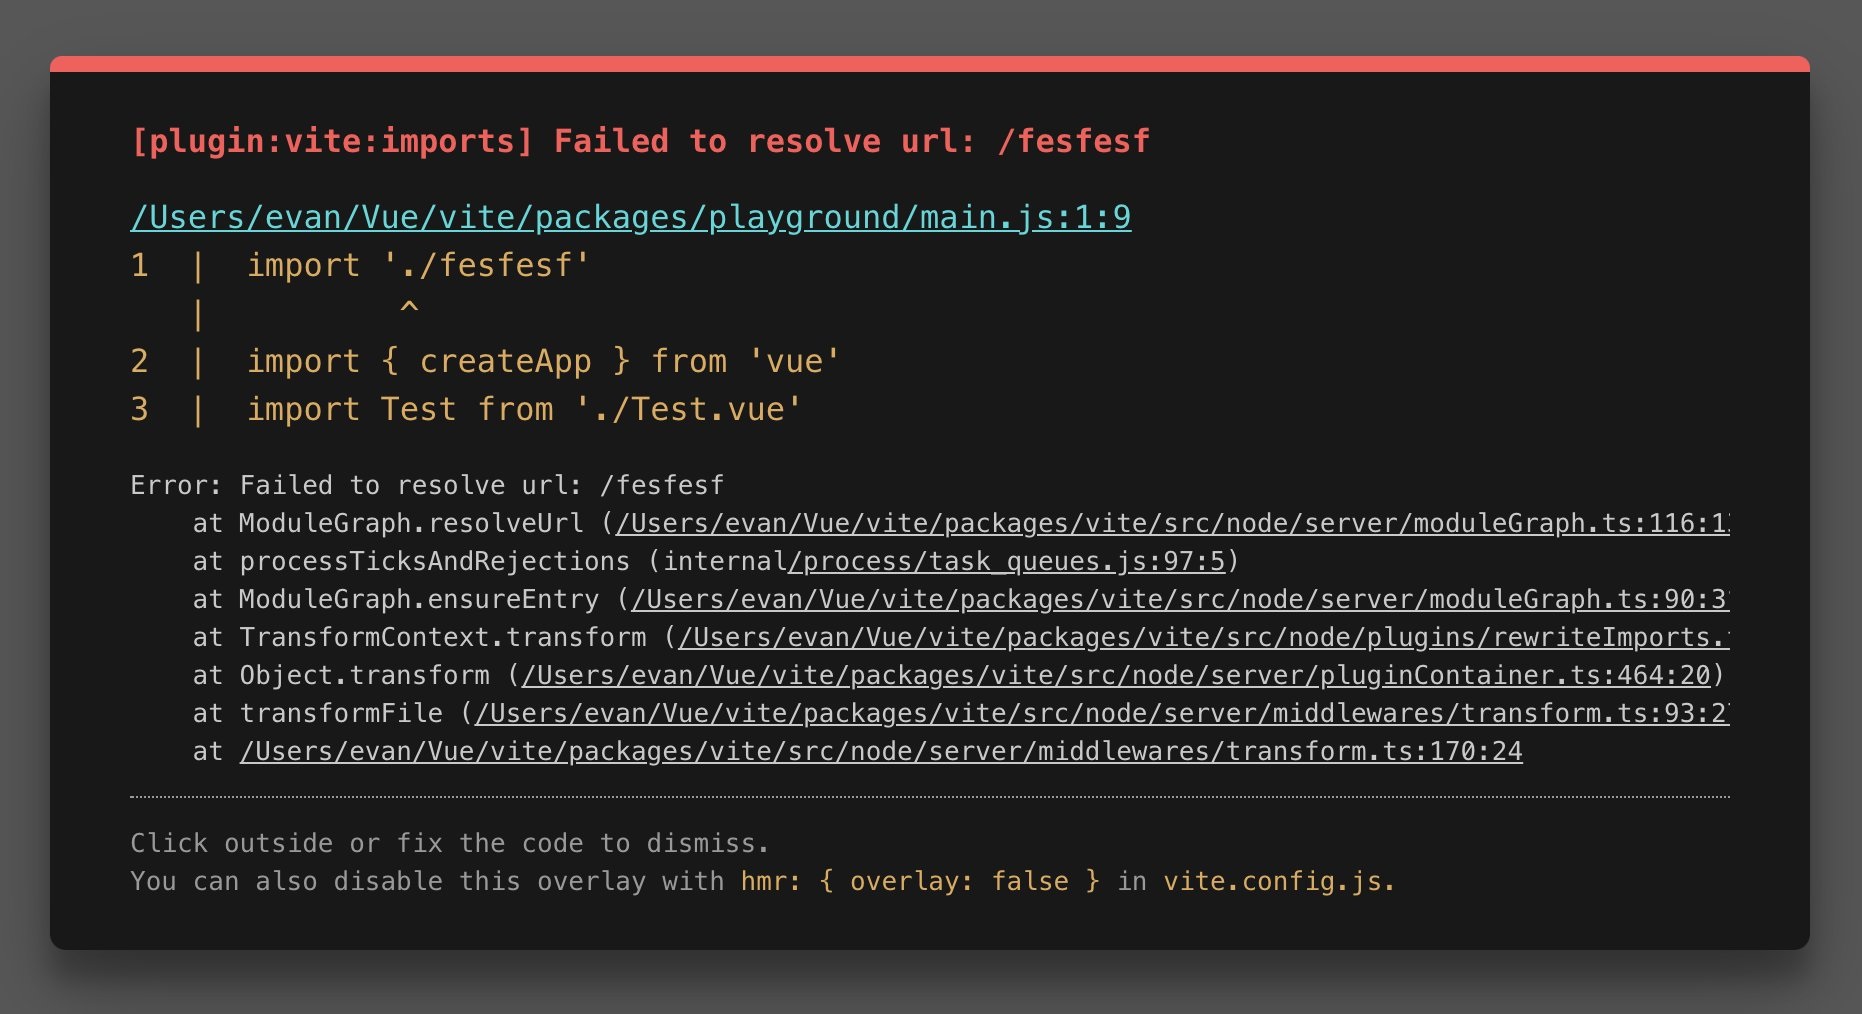 [plugin:vite:imports] Failed to resolve url: /fesfesf
/Users/evan/Vue/vite/packages/playground/main.js:1:9
1  |  import './fesfesf'
   |          ^
2  |  import { createApp } from 'vue'
3  |  import Test from './Test.vue'
Error: Failed to resolve url: /fesfesf
    at ModuleGraph.resolveUrl (/Users/evan/Vue/vite/packages/vite/src/node/server/moduleGraph.ts:116:1
    at processTicksAndRejections (internal/process/task_queues.js:97:5)
    at ModuleGraph.ensureEntry (/Users/evan/Vue/vite/packages/vite/src/node/server/moduleGraph.ts:90:3
    at TransformContext.transform (/Users/evan/Vue/vite/packages/vite/src/node/plugins/rewriteImports.
    at Object.transform (/Users/evan/Vue/vite/packages/vite/src/node/server/pluginContainer.ts:464:20)
    at transformFile (/Users/evan/Vue/vite/packages/vite/src/node/server/middlewares/transform.ts:93:2
    at /Users/evan/Vue/vite/packages/vite/src/node/server/middlewares/transform.ts:170:24
Click outside or fix the code to dismiss.
You can also disable this overlay with hmr: { overlay: false } in vite.config.js.